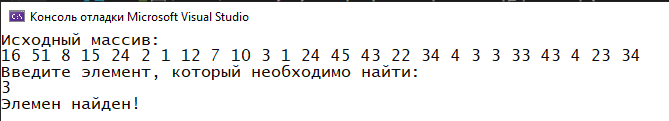 Консоль отладки Microsoft Visual Studio
Исходный массив:
16 51 8 15 24 2 1 12 7 10 3 1 24 45 43 22 34 4 3 3 33 43 4 23 34
Введите элемент, который необходимо найти:
3
Элемен найден!